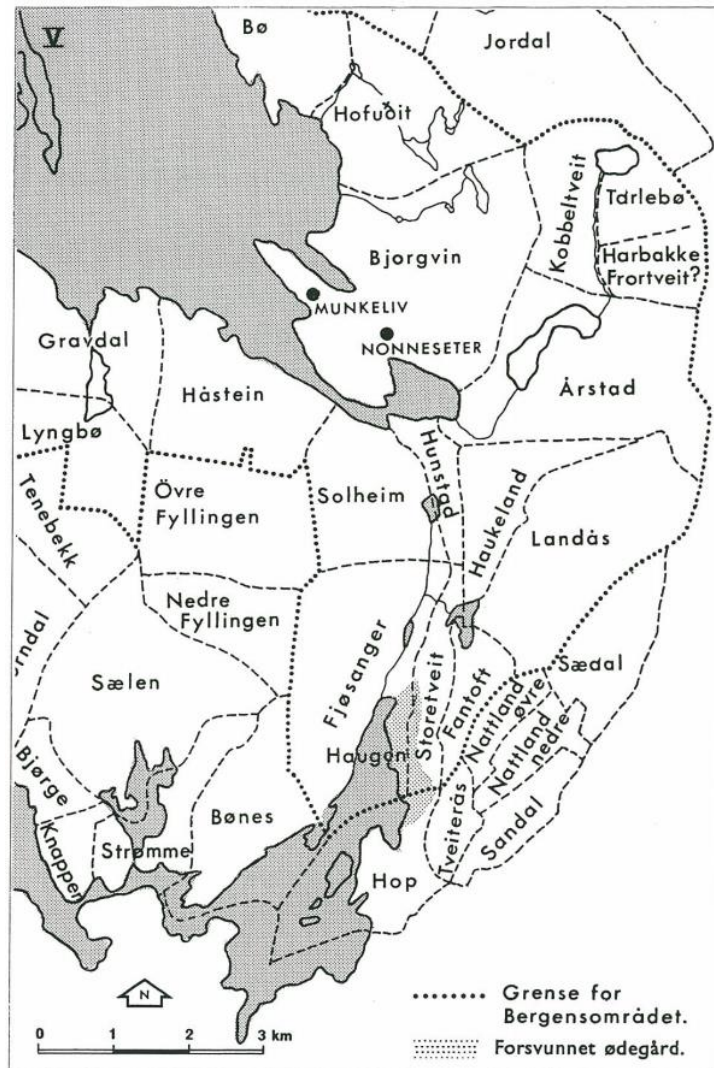 V
Bø
Jordal
Hofuðit
Kobbeltveit
Tarlebø
Harbakke
Frortveit?
Bjorgvin
MUNKELIV
NONNESETER
Gravdal
Håstein
Årstad
Lyngbø
Hunstad
Övre
Fyllingen
Solheim
Haukeland
Landås
Tenebekk
Nedre
Fyllingen
rndal
Sælen
Fjøsanger
Storetveit
Fantoft
Nattland
øvre
Sædal
Nattland
nedre
Bjørge
Haugen
Knappen
Strømme
Bønes
Tveiterås
Sandal
Hop
N
0 1 2 3 km
Grense for
Bergensområdet.
Forsvunnet ødegård.